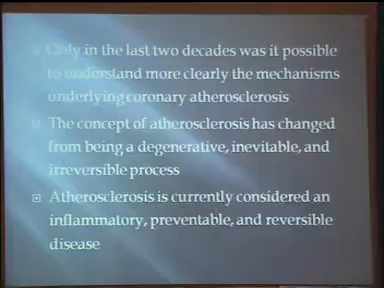 Only in the last two decades was it possible
to understand more clearly the mechanisms
underlying coronary atherosclerosis
The concept of atherosclerosis has changed
from being a degenerative, inevitable, and
irreversible process
Atherosclerosis is currently considered an
inflammatory, preventable, and reversible
disease